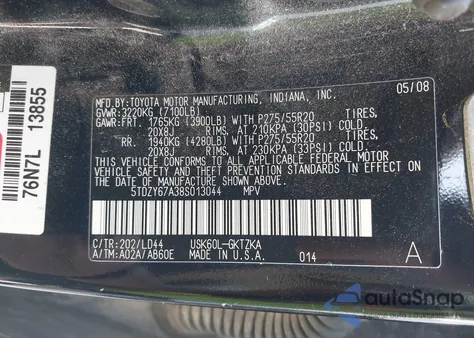 MFD.BY: TOYOTA MOTOR MANUFACTURING, INDIANA, INC. 05/08
GVWR: 3220KG (7100LB)
GAWR: FRT. 1765KG (3900LB) WITH P275/55R20 TIRES,
20X8J RIMS, AT 210KPA (30PSI) COLD
RR. 1940KG (4280LB) WITH P275/55R20 TIRES,
20X8J RIMS, AT 230KPA (33PSI) COLD
THIS VEHICLE CONFORMS TO ALL APPLICABLE FEDERAL
MOTOR VEHICLE SAFETY AND THEFT PREVENTION
STANDARDS IN EFFECT ON THE DATE OF
MANUFACTURE SHOWN ABOVE.
5TDZY67A38S013044 MPV
C/TR: 202/LD44 USK60L-GKTZKA
A/TM: A02A/AB60E MADE IN U.S.A. 014 A
76N7L 13855
autoSnap